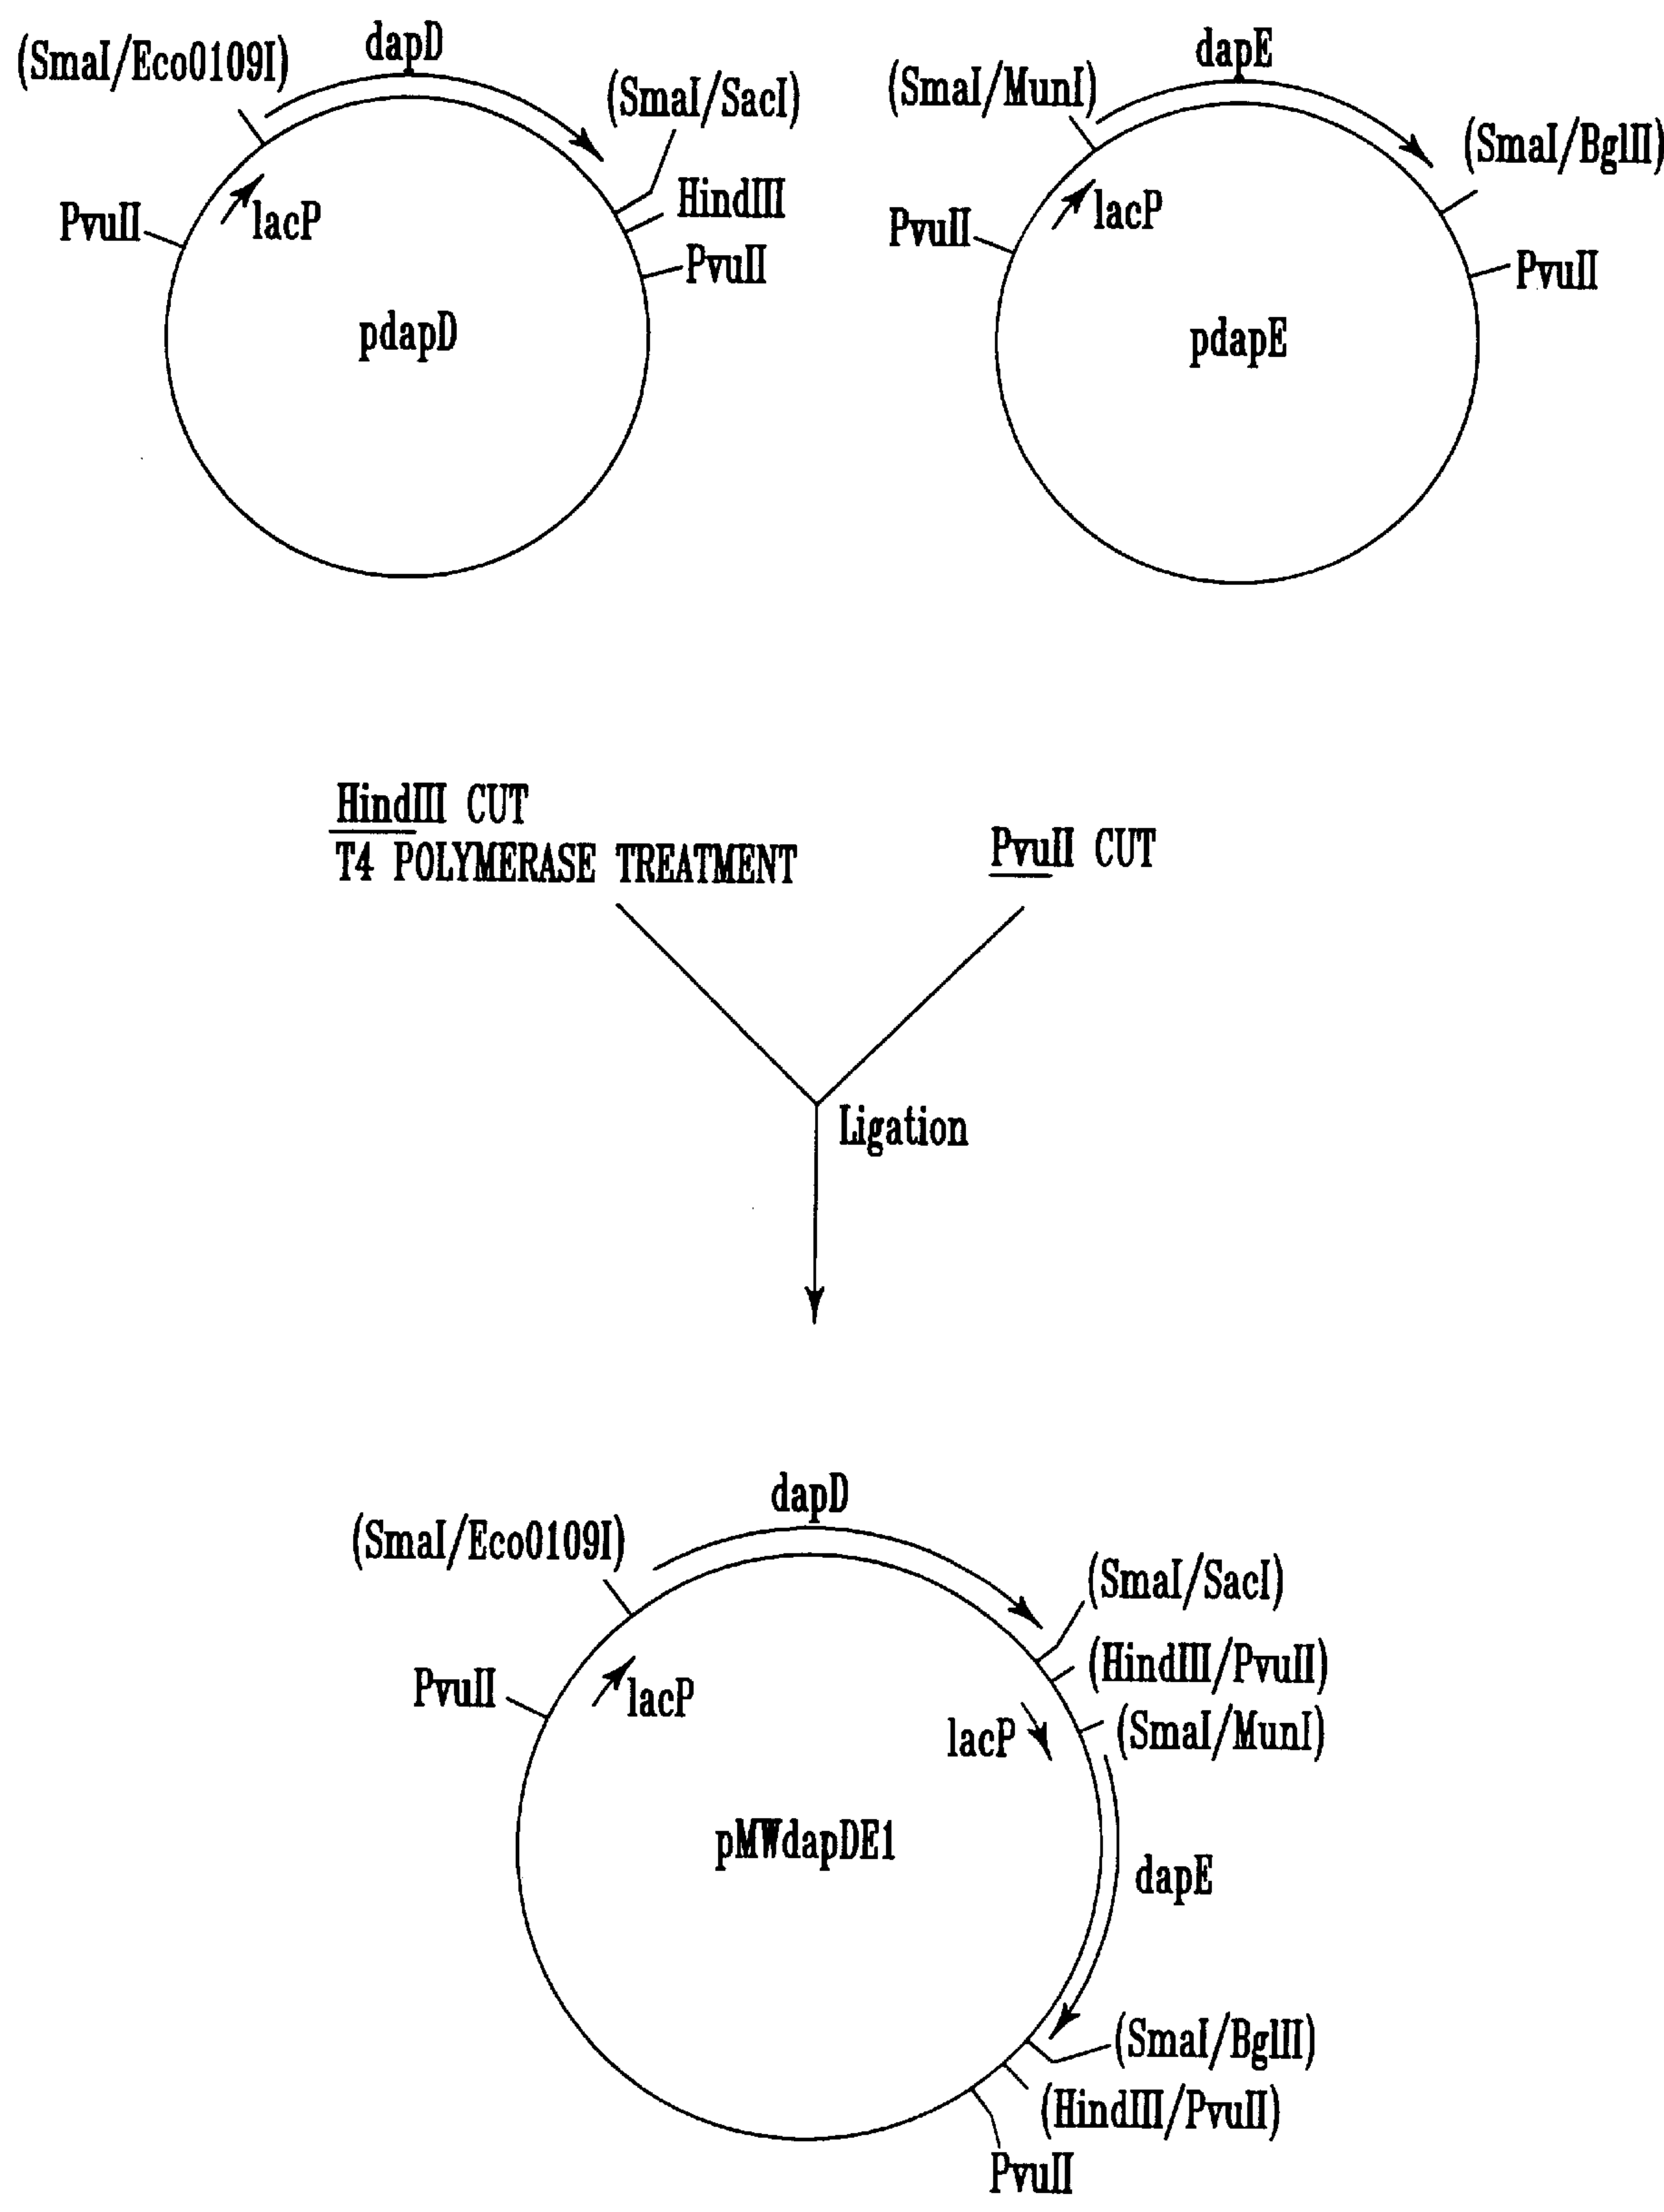 dapD
(SmaI/Eco0109I)
(SmaI/SacI)
HindIII
PvuII
lacP
PvuII
pdapD
dapE
(SmaI/MunI)
(SmaI/BglII)
lacP
PvuII
PvuII
pdapE
HindIII CUT
T4 POLYMERASE TREATMENT
PvuII CUT
Ligation
dapD
(SmaI/Eco0109I)
(SmaI/SacI)
(HindIII/PvuII)
PvuII
lacP
lacP
(SmaI/MunI)
pMWdapDE1
dapE
(SmaI/BglII)
(HindIII/PvuII)
PvuII